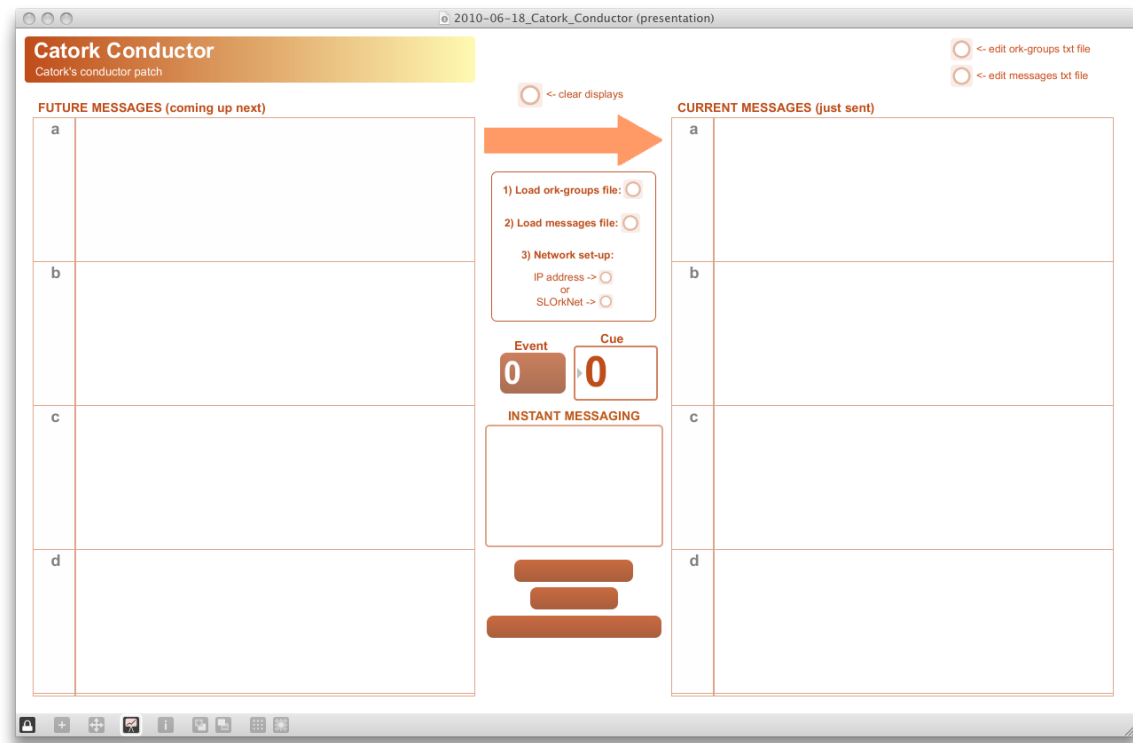 2010-06-18_Catork_Conductor (presentation)
Catork Conductor
Catork's conductor patch
<- edit ork-groups txt file
<- edit messages txt file
<- clear displays
FUTURE MESSAGES (coming up next)
CURRENT MESSAGES (just sent)
a
a
1) Load ork-groups file:
2) Load messages file:
3) Network set-up:
b
b
IP address ->
or
SLOrkNet ->
Event
Cue
0
0
c
INSTANT MESSAGING
c
d
d